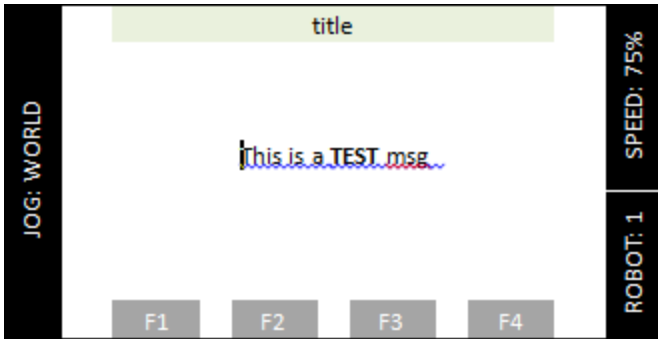 title
JOG: WORLD
This is a TEST msg
SPEED: 75%
ROBOT: 1
F1 F2 F3 F4